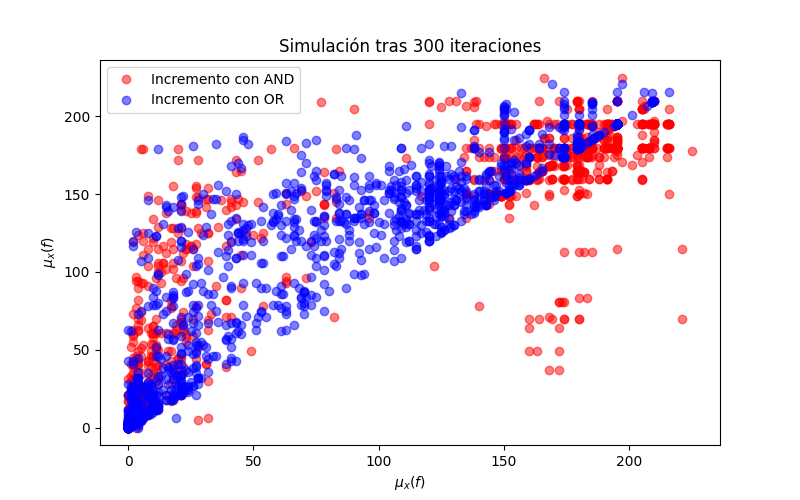 Simulación tras 300 iteraciones
Incremento con AND
Incremento con OR
200
150
100
50
0
μₓ(f)
0 50 100 150 200
μₓ(f)